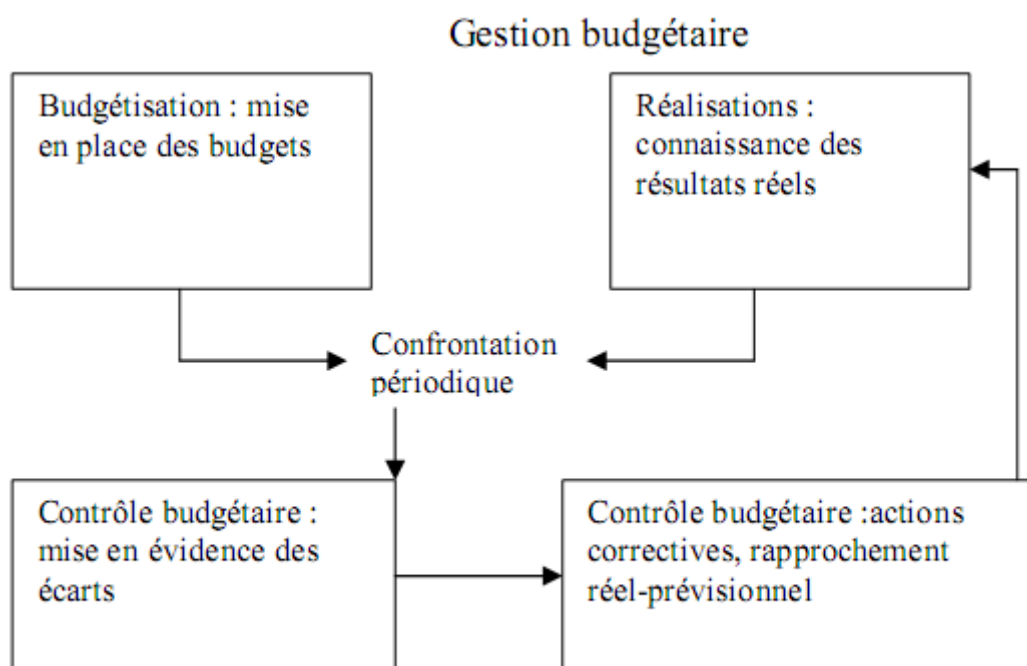 Gestion budgétaire
Budgétisation : mise
en place des budgets
Réalisations :
connaissance des
résultats réels
Confrontation
périodique
Contrôle budgétaire :
mise en évidence des
écarts
Contrôle budgétaire :actions
correctives, rapprochement
réel-prévisionnel